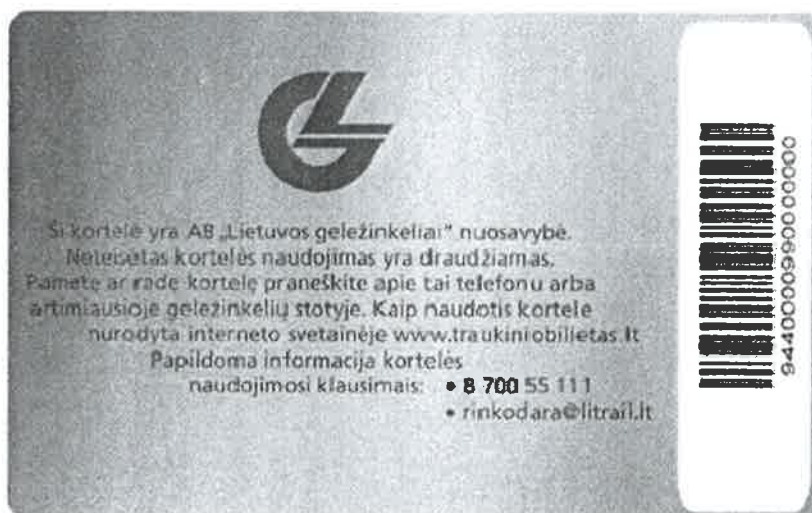 Ši kortelė yra AB „Lietuvos geležinkeliai“ nuosavybė.
Neteisėtas kortelės naudojimas yra draudžiamas.
Pametę ar radę kortelę praneškite apie tai telefonu arba
artimiausioje geležinkelių stotyje. Kaip naudotis kortele
nurodyta interneto svetainėje www.traukiniobilietas.lt
Papildoma informacija kortelės
naudojimosi klausimais: • 8 700 55 111
• rinkodara@litrail.lt